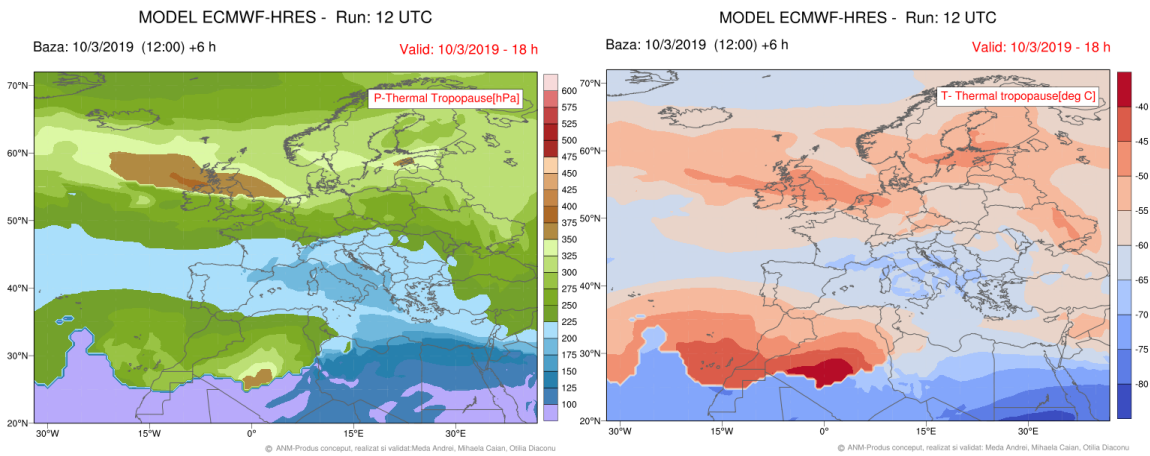 MODEL ECMWF-HRES - Run: 12 UTC
Baza: 10/3/2019 (12:00) +6 h
Valid: 10/3/2019 - 18 h
P-Thermal Tropopause[hPa]
70°N
60°N
50°N
40°N
30°N
20°N
30°W
15°W
0°
15°E
30°E
600
575
525
500
475
450
425
400
375
350
325
300
275
250
225
200
175
150
125
100
© ANM-Produs conceput, realizat si validat:Meda Andrei, Mihaela Caian, Otilia Diaconu
MODEL ECMWF-HRES - Run: 12 UTC
Baza: 10/3/2019 (12:00) +6 h
Valid: 10/3/2019 - 18 h
T- Thermal tropopause[deg C]
70°N
60°N
50°N
40°N
30°N
20°N
30°W
15°W
0°
15°E
30°E
-40
-45
-50
-55
-60
-65
-70
-75
-80
© ANM-Produs conceput, realizat si validat: Meda Andrei, Mihaela Caian, Otilia Diaconu